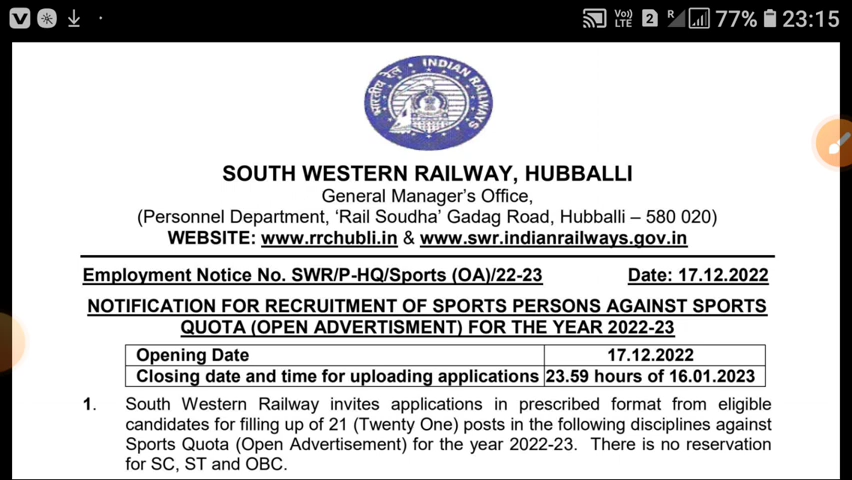 Vo)) LTE 2 R 77% 23:15
भारतीय रेल INDIAN RAILWAYS
SOUTH WESTERN RAILWAY, HUBBALLI
General Manager's Office,
(Personnel Department, 'Rail Soudha' Gadag Road, Hubballi – 580 020)
WEBSITE: www.rrchubli.in & www.swr.indianrailways.gov.in
Employment Notice No. SWR/P-HQ/Sports (OA)/22-23 Date: 17.12.2022
NOTIFICATION FOR RECRUITMENT OF SPORTS PERSONS AGAINST SPORTS
QUOTA (OPEN ADVERTISMENT) FOR THE YEAR 2022-23
Opening Date 17.12.2022
Closing date and time for uploading applications 23.59 hours of 16.01.2023
1. South Western Railway invites applications in prescribed format from eligible
candidates for filling up of 21 (Twenty One) posts in the following disciplines against
Sports Quota (Open Advertisement) for the year 2022-23. There is no reservation
for SC, ST and OBC.